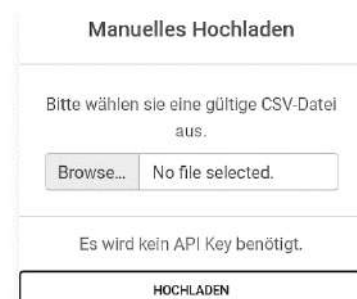 Manuelles Hochladen
Bitte wählen sie eine gültige CSV-Datei
aus.
Browse... No file selected.
Es wird kein API Key benötigt.
HOCHLADEN